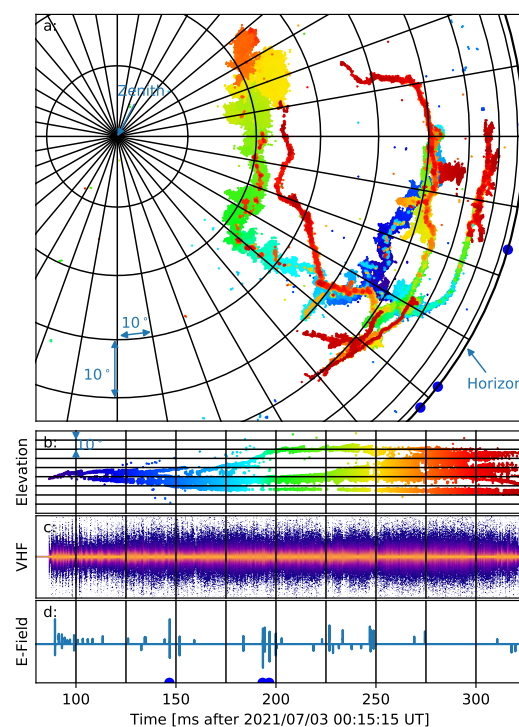 a:
Zenith
10°
10°
Horizon
b:
10°
Elevation
c:
VHF
d:
E-Field
100 150 200 250 300
Time [ms after 2021/07/03 00:15:15 UT]